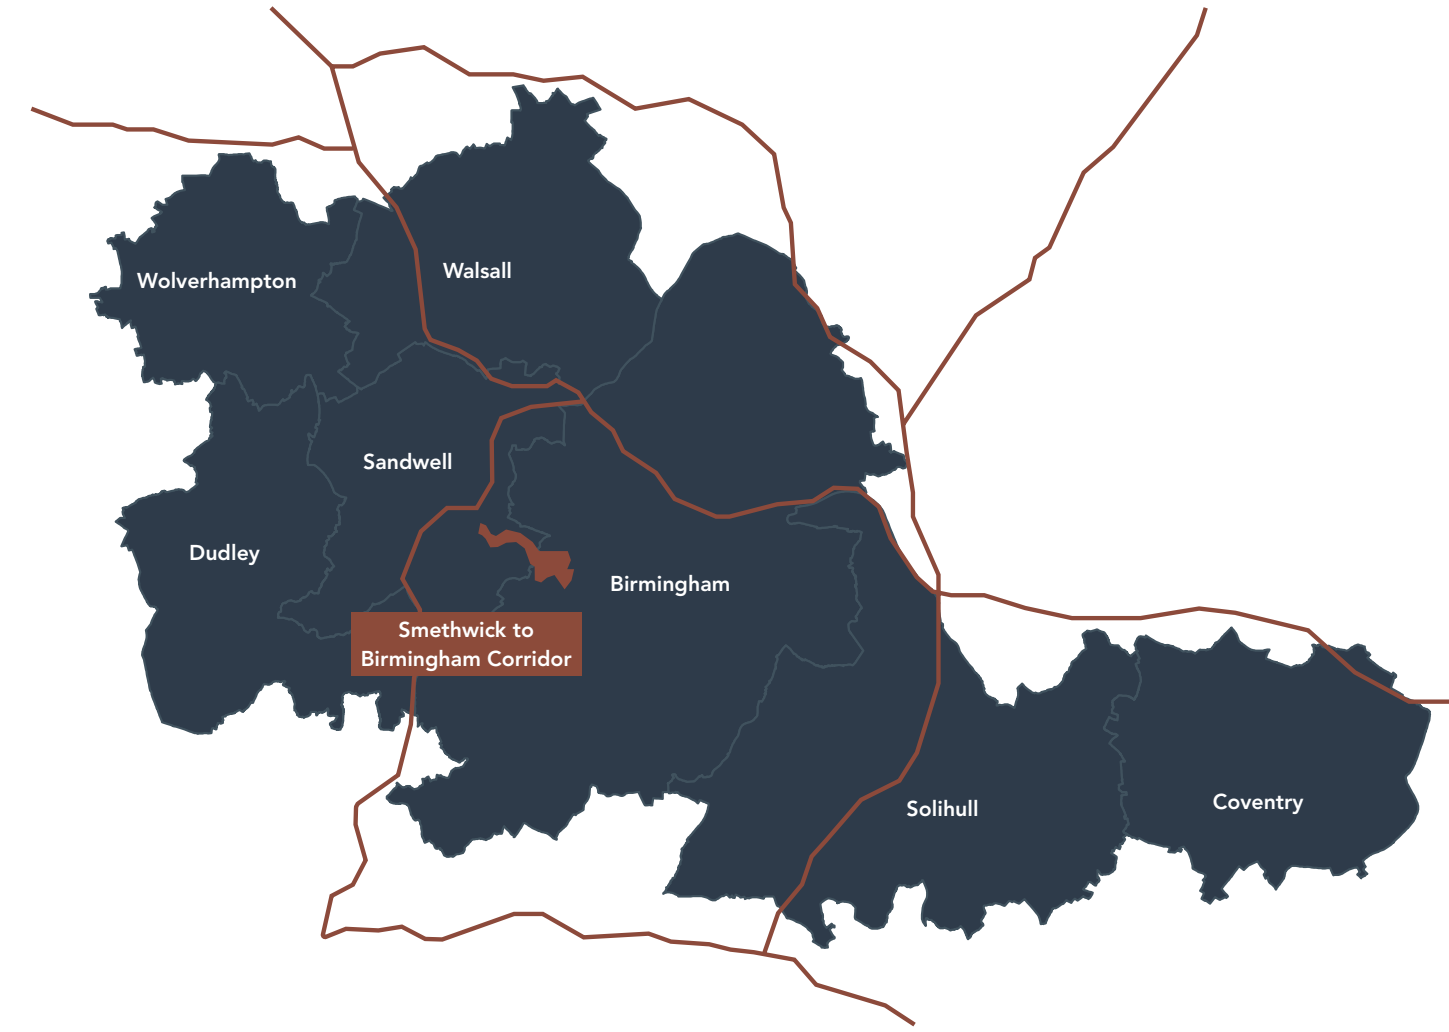 Walsall
Wolverhampton
Sandwell
Dudley
Birmingham
Smethwick to
Birmingham Corridor
Solihull
Coventry